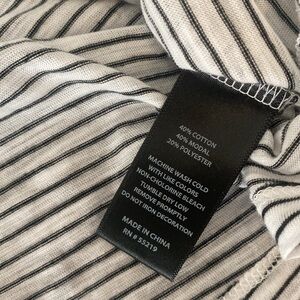 40% COTTON
40% MODAL
20% POLYESTER
MACHINE WASH COLD
WITH LIKE COLORS
NON-CHOLORINE BLEACH
TUMBLE DRY LOW
REMOVE PROMPTLY
DO NOT IRON DECORATION
MADE IN CHINA
RN # 55219